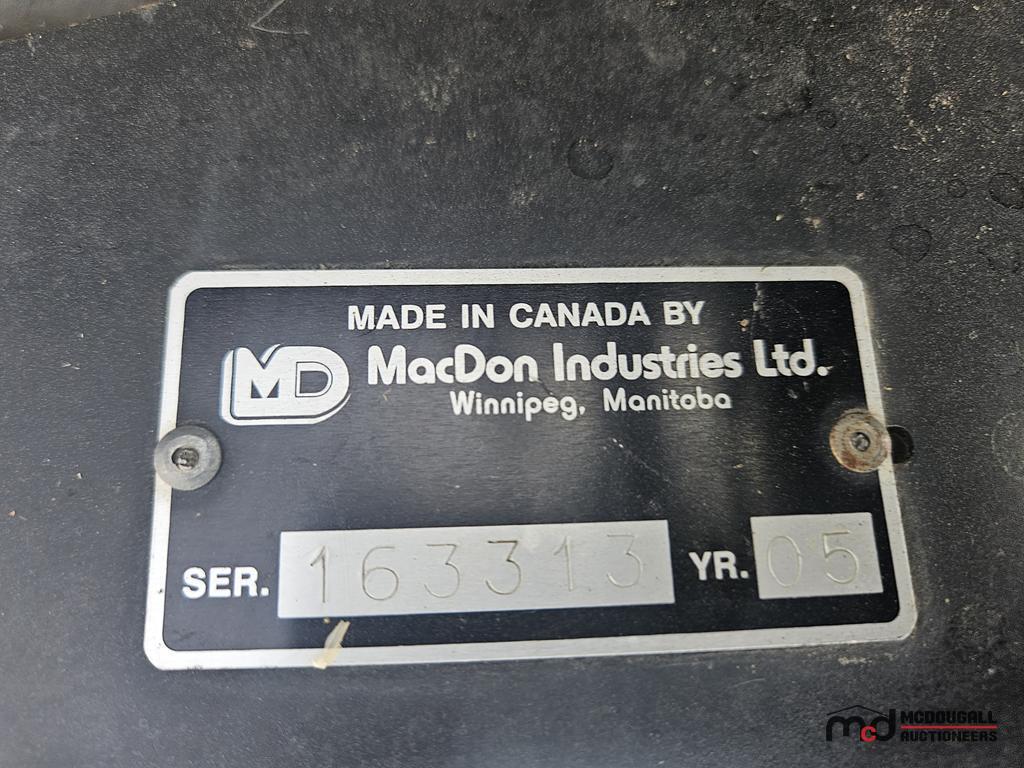 MADE IN CANADA BY
MD MacDon Industries Ltd.
Winnipeg, Manitoba
SER. 163313 YR. 05
mcd MCDOUGALL
AUCTIONEERS